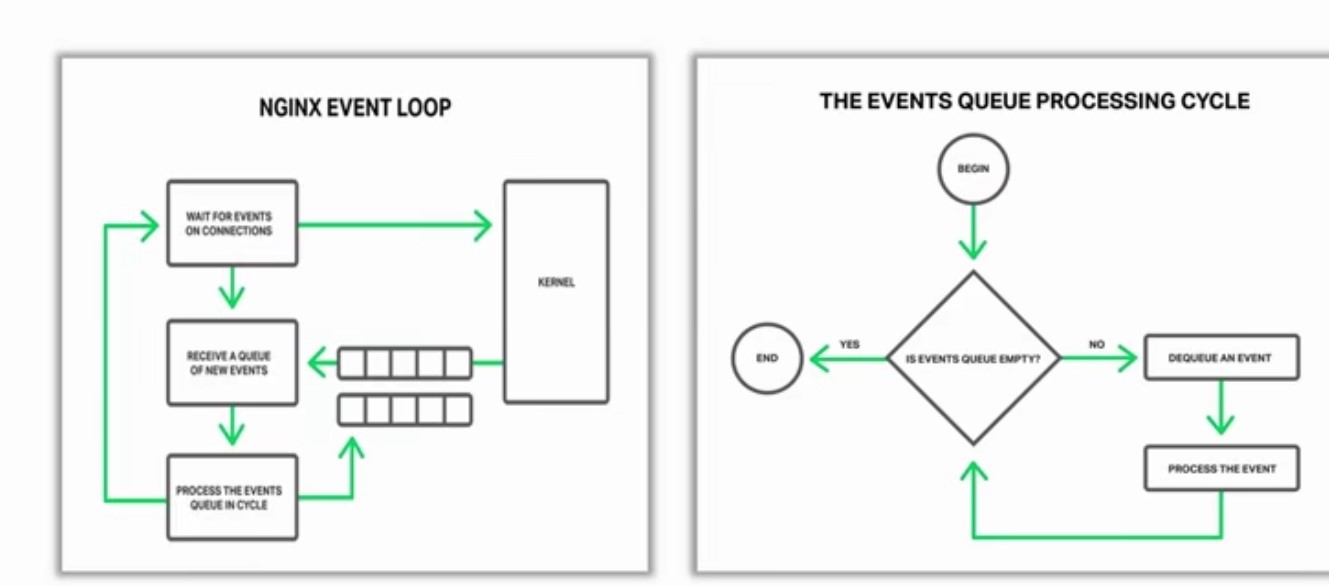 NGINX EVENT LOOP
WAIT FOR EVENTS
ON CONNECTIONS
KERNEL
RECEIVE A QUEUE
OF NEW EVENTS
PROCESS THE EVENTS
QUEUE IN CYCLE
THE EVENTS QUEUE PROCESSING CYCLE
BEGIN
END
YES
IS EVENTS QUEUE EMPTY?
NO
DEQUEUE AN EVENT
PROCESS THE EVENT